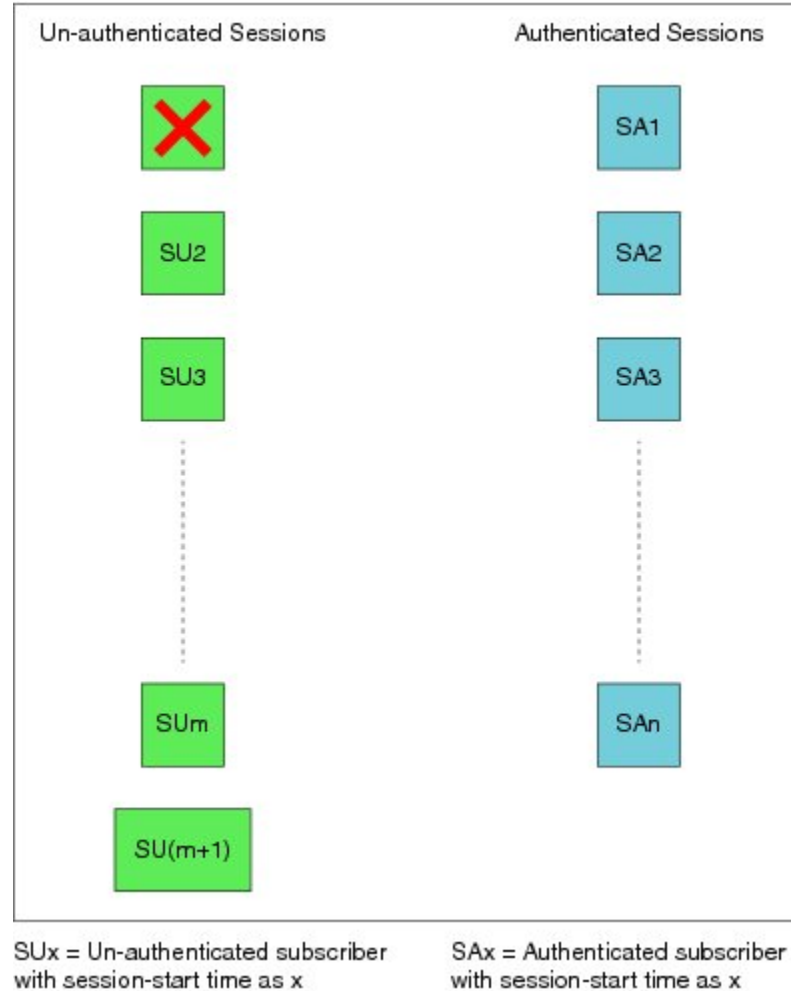 Un-authenticated Sessions
Authenticated Sessions
SA1
SU2
SA2
SU3
SA3
SUm
SAn
SU(m+1)
SUx = Un-authenticated subscriber
with session-start time as x
SAx = Authenticated subscriber
with session-start time as x